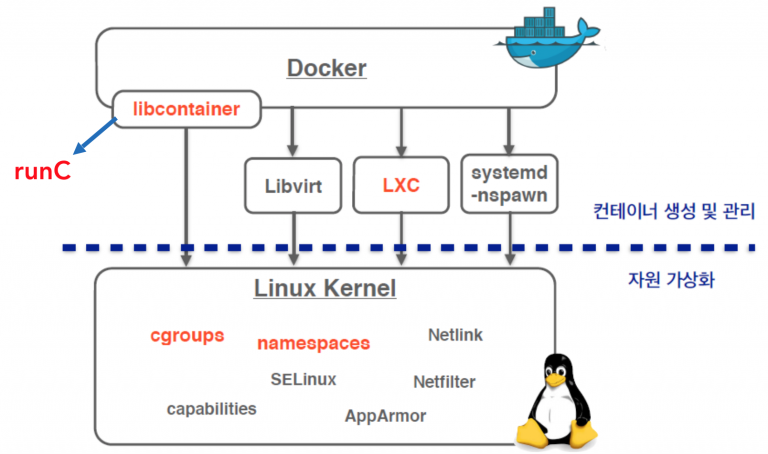 Docker
libcontainer
runC
Libvirt
LXC
systemd
-nspawn
컨테이너 생성 및 관리
자원 가상화
Linux Kernel
cgroups
namespaces
Netlink
SELinux
Netfilter
capabilities
AppArmor